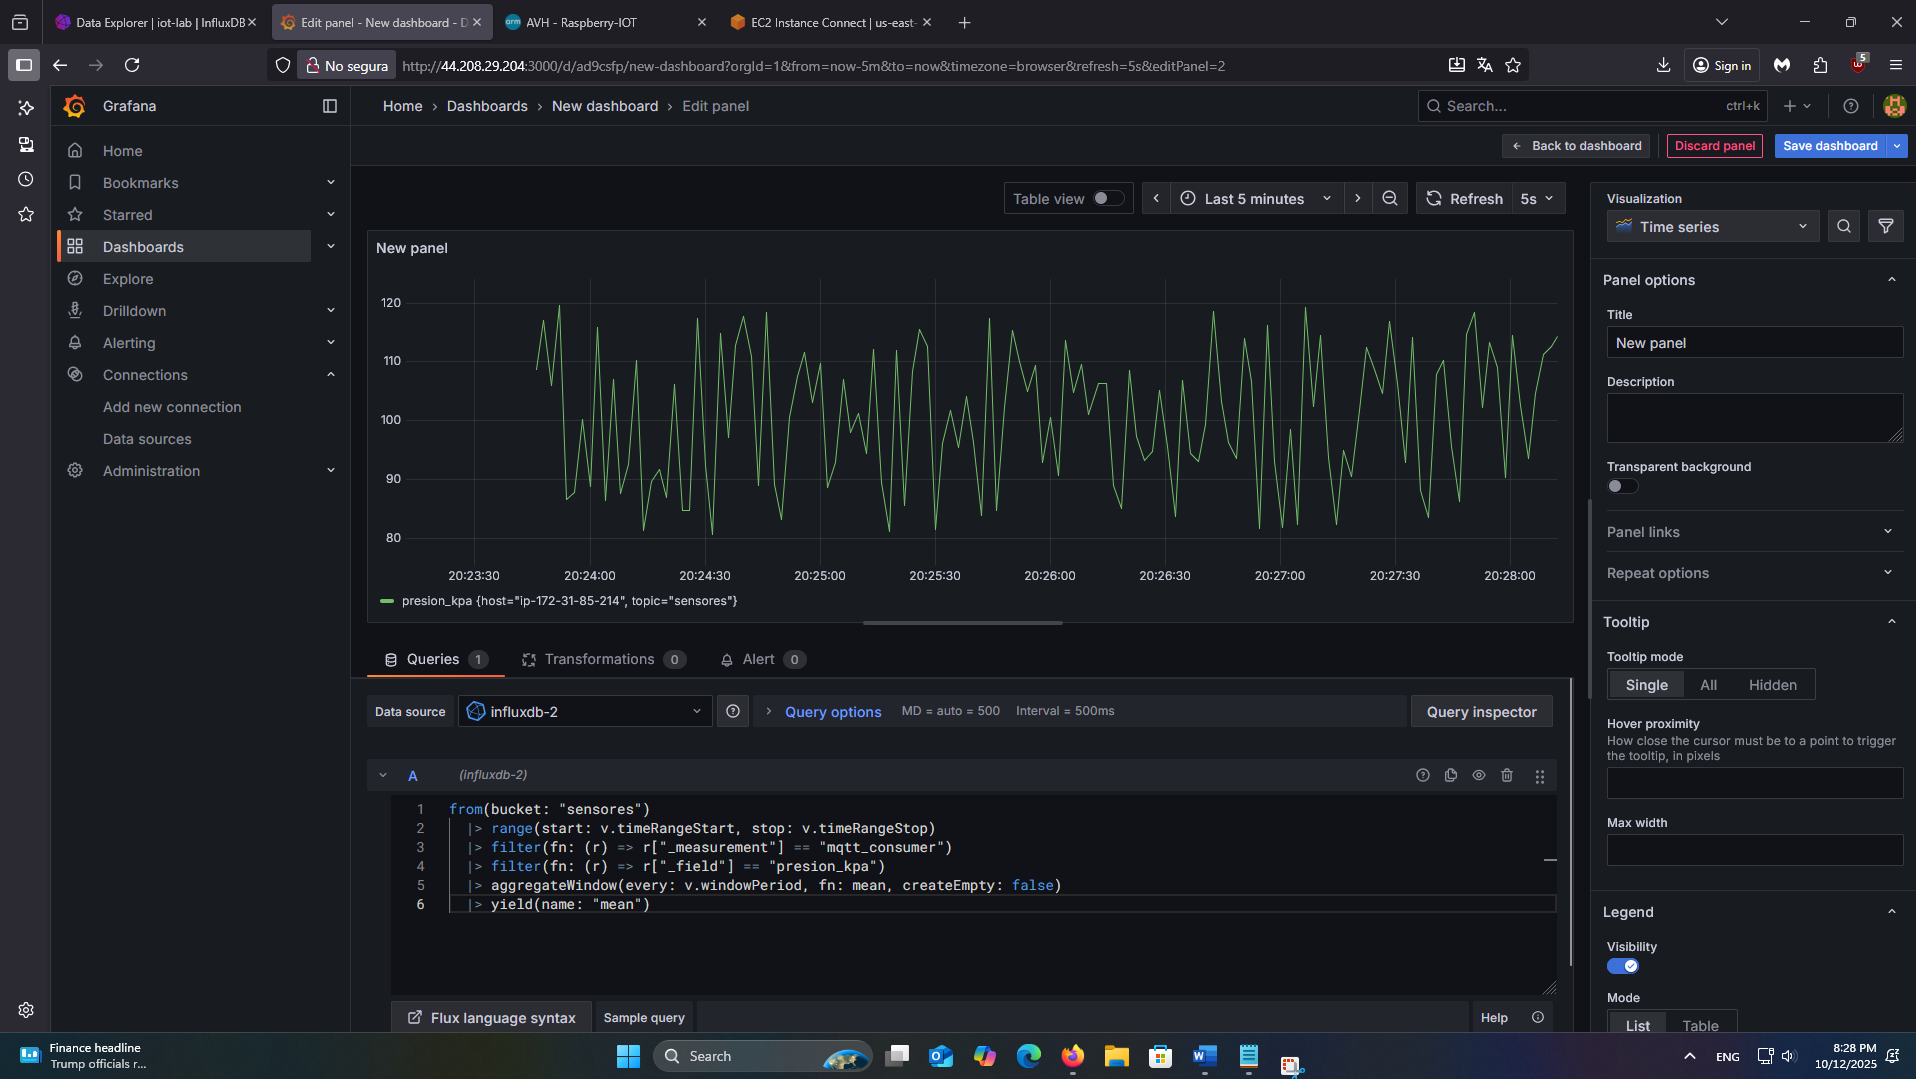 Data Explorer | iot-lab | InfluxDB
Edit panel - New dashboard - D
AVH - Raspberry-IOT
EC2 Instance Connect | us-east-
No segura
http://44.208.29.204:3000/d/ad9csfp/new-dashboard?orgId=1&from=now-5m&to=now&timezone=browser&refresh=5s&editPanel=2
Sign in
5
Grafana
Home › Dashboards › New dashboard › Edit panel
Search...
ctrl+k
Back to dashboard
Discard panel
Save dashboard
Home
Bookmarks
Starred
Dashboards
Explore
Drilldown
Alerting
Connections
Add new connection
Data sources
Administration
Table view
Last 5 minutes
Refresh
5s
New panel
120
110
100
90
80
20:23:30
20:24:00
20:24:30
20:25:00
20:25:30
20:26:00
20:26:30
20:27:00
20:27:30
20:28:00
presion_kpa {host="ip-172-31-85-214", topic="sensores"}
Queries 1
Transformations 0
Alert 0
Data source
influxdb-2
Query options
MD = auto = 500
Interval = 500ms
Query inspector
A
(influxdb-2)
1 from(bucket: "sensores")
2 |> range(start: v.timeRangeStart, stop: v.timeRangeStop)
3 |> filter(fn: (r) => r["_measurement"] == "mqtt_consumer")
4 |> filter(fn: (r) => r["_field"] == "presion_kpa")
5 |> aggregateWindow(every: v.windowPeriod, fn: mean, createEmpty: false)
6 |> yield(name: "mean")
Flux language syntax
Sample query
Help
Visualization
Time series
Panel options
Title
New panel
Description
Transparent background
Panel links
Repeat options
Tooltip
Tooltip mode
Single
All
Hidden
Hover proximity
How close the cursor must be to a point to trigger
the tooltip, in pixels
Max width
Legend
Visibility
Mode
List
Table
Finance headline
Trump officials r...
Search
ENG
8:28 PM
10/12/2025